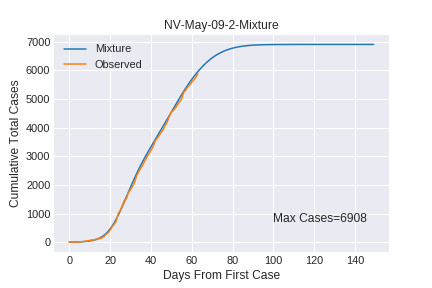 NV-May-09-2-Mixture
Mixture
Observed
7000
6000
5000
4000
3000
2000
1000
0
Cumulative Total Cases
Max Cases=6908
0 20 40 60 80 100 120 140
Days From First Case